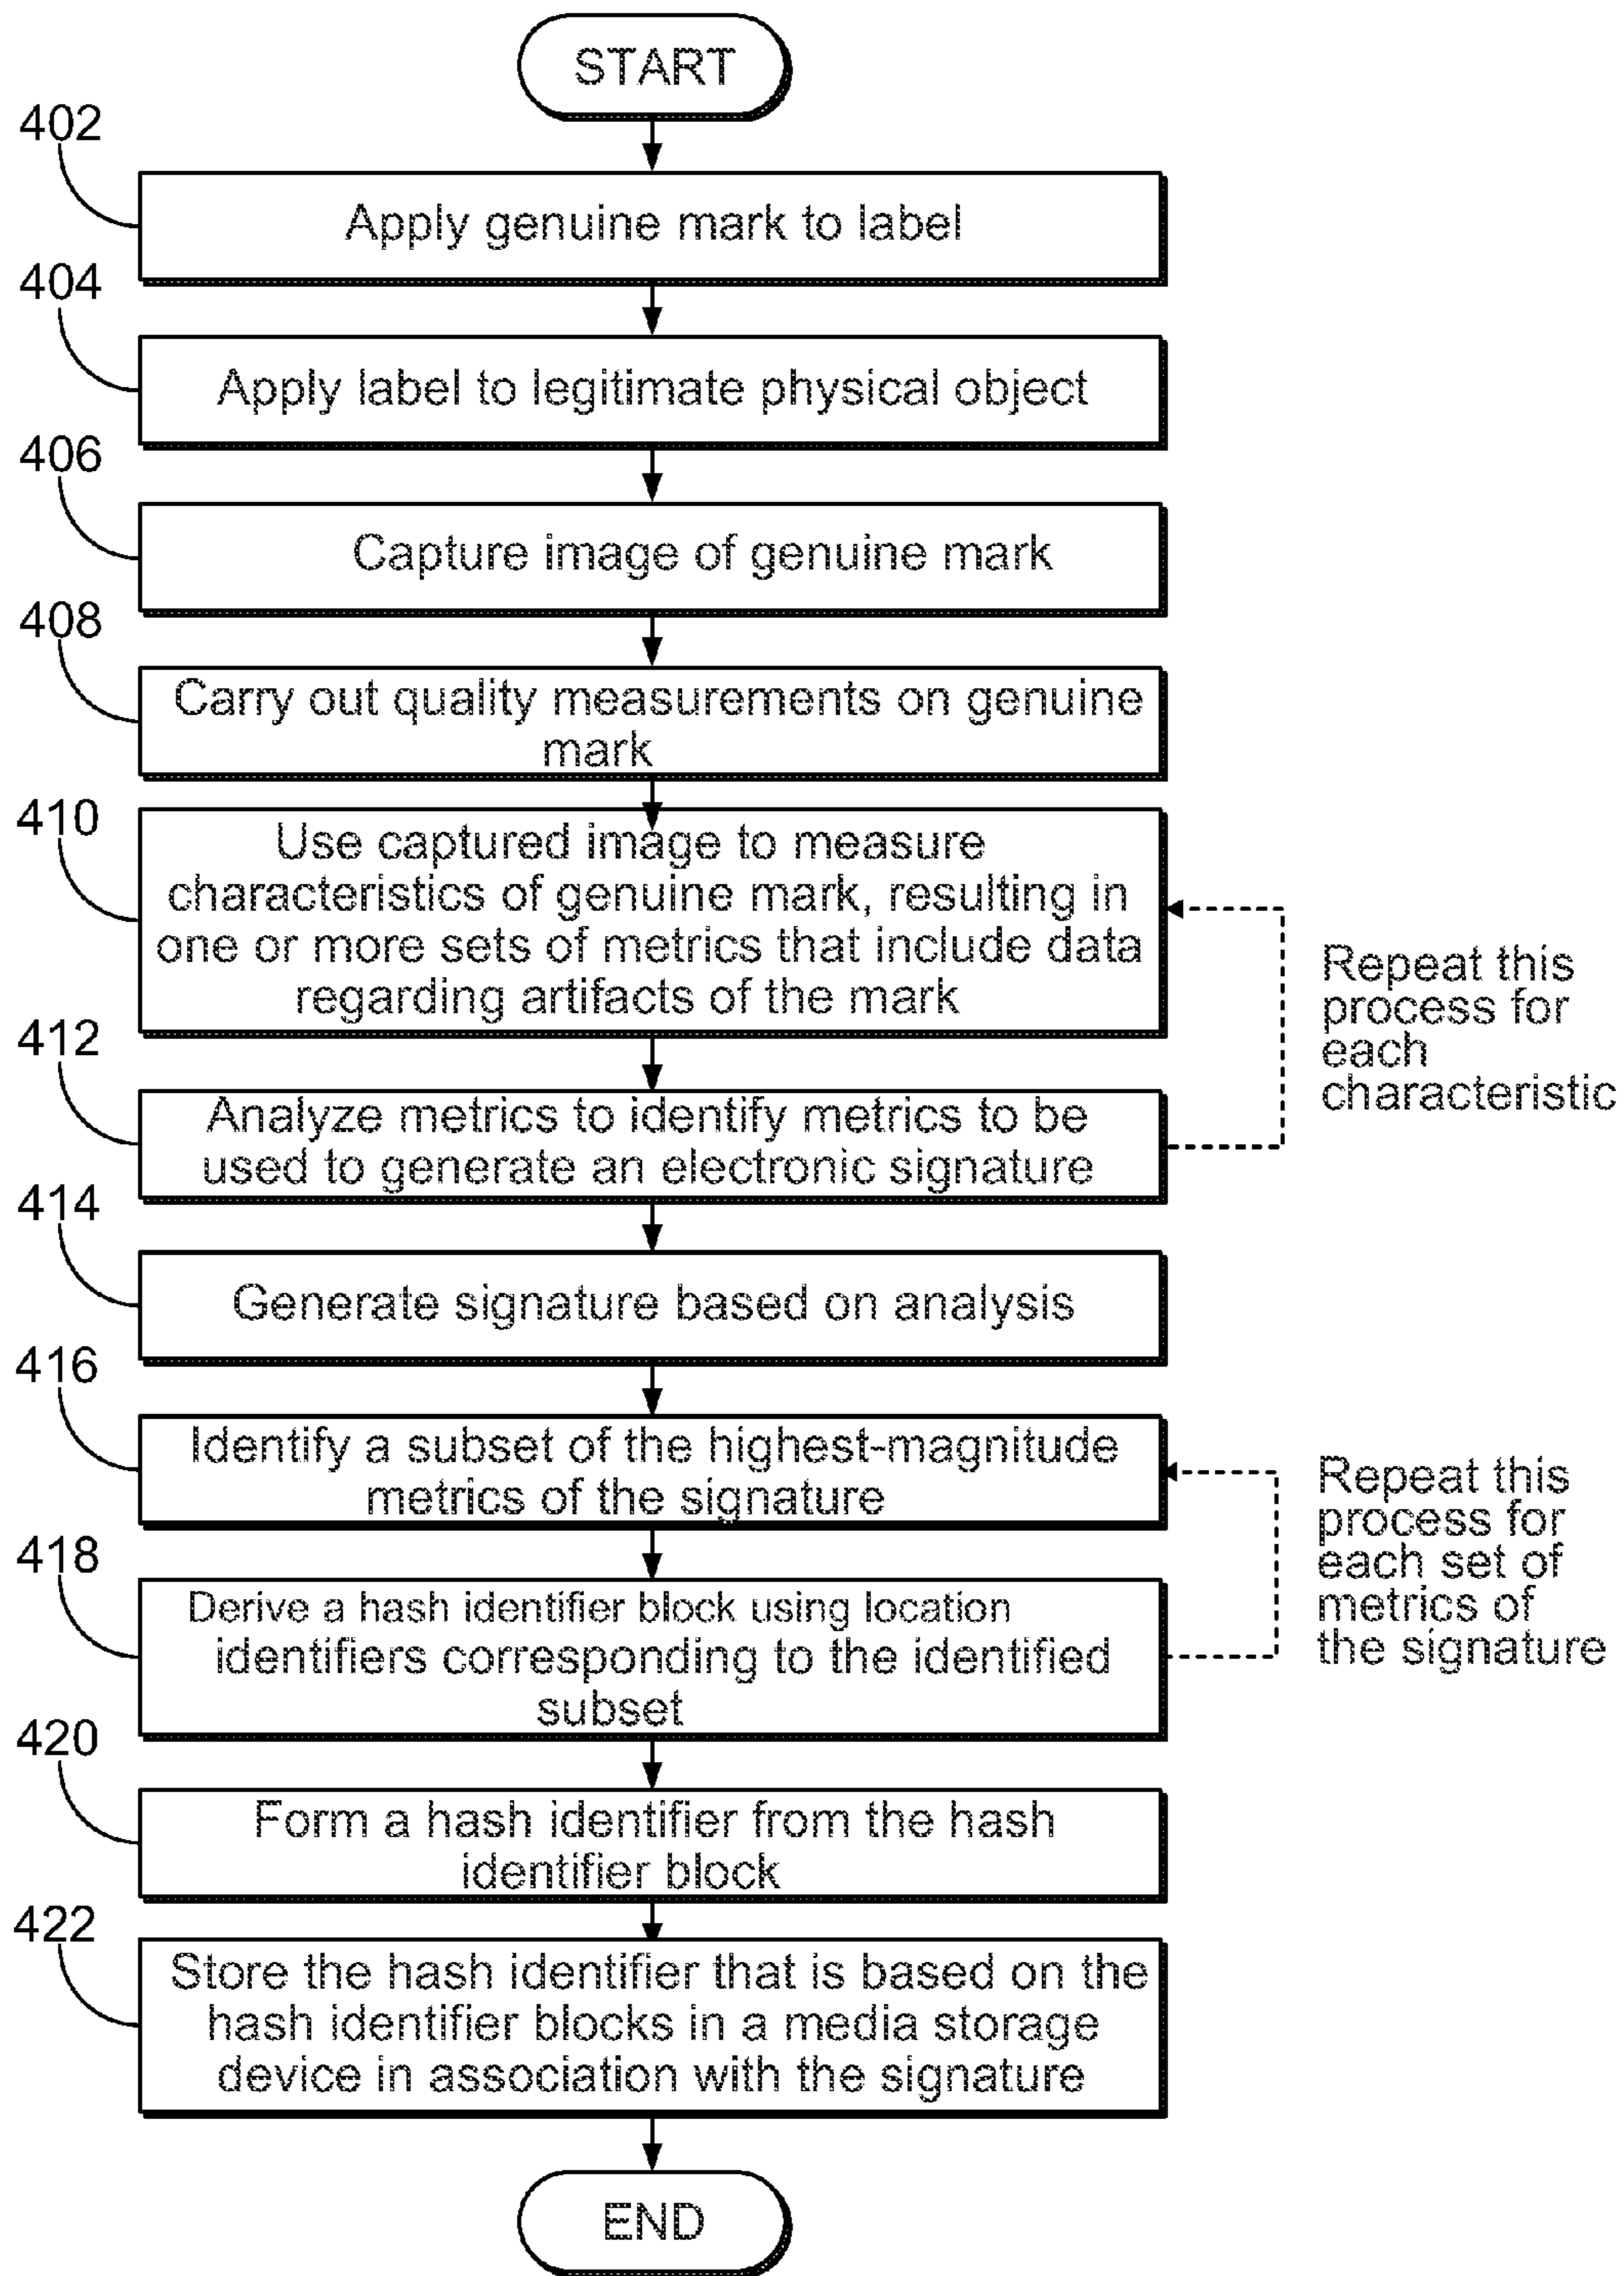 START
402
Apply genuine mark to label
404
Apply label to legitimate physical object
406
Capture image of genuine mark
408
Carry out quality measurements on genuine
mark
410
Use captured image to measure
characteristics of genuine mark, resulting in
one or more sets of metrics that include data
regarding artifacts of the mark
Repeat this
process for
each
characteristic
412
Analyze metrics to identify metrics to be
used to generate an electronic signature
414
Generate signature based on analysis
416
Identify a subset of the highest-magnitude
metrics of the signature
Repeat this
process for
each set of
metrics of
the signature
418
Derive a hash identifier block using location
identifiers corresponding to the identified
subset
420
Form a hash identifier from the hash
identifier block
422
Store the hash identifier that is based on the
hash identifier blocks in a media storage
device in association with the signature
END